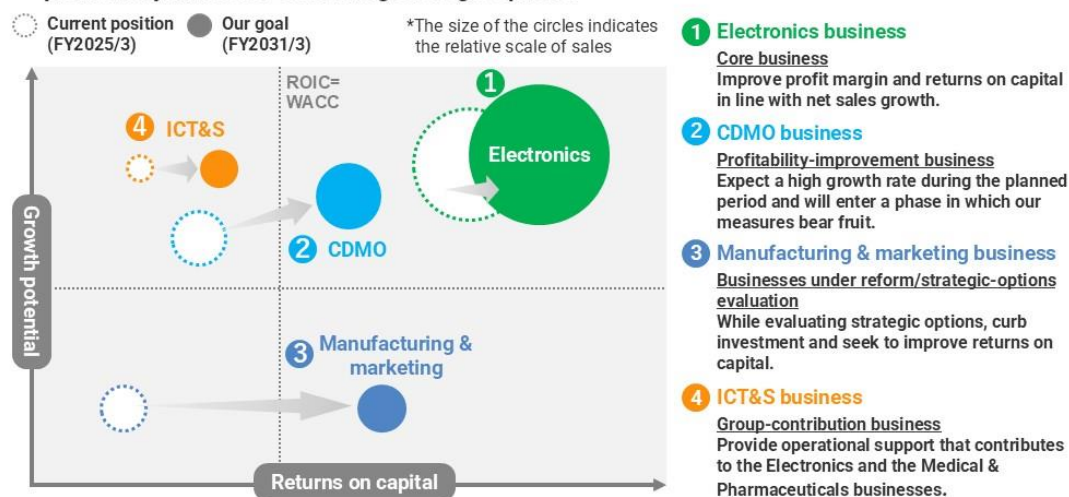 Current position
(FY2025/3)
Our goal
(FY2031/3)
*The size of the circles indicates
the relative scale of sales
ROIC=
WACC
1
Electronics
4 ICT&S
2 CDMO
3 Manufacturing &
marketing
Growth potential
Returns on capital
1 Electronics business
Core business
Improve profit margin and returns on capital
in line with net sales growth.
2 CDMO business
Profitability-improvement business
Expect a high growth rate during the planned
period and will enter a phase in which our
measures bear fruit.
3 Manufacturing & marketing business
Businesses under reform/strategic-options
evaluation
While evaluating strategic options, curb
investment and seek to improve returns on
capital.
4 ICT&S business
Group-contribution business
Provide operational support that contributes
to the Electronics and the Medical &
Pharmaceuticals businesses.